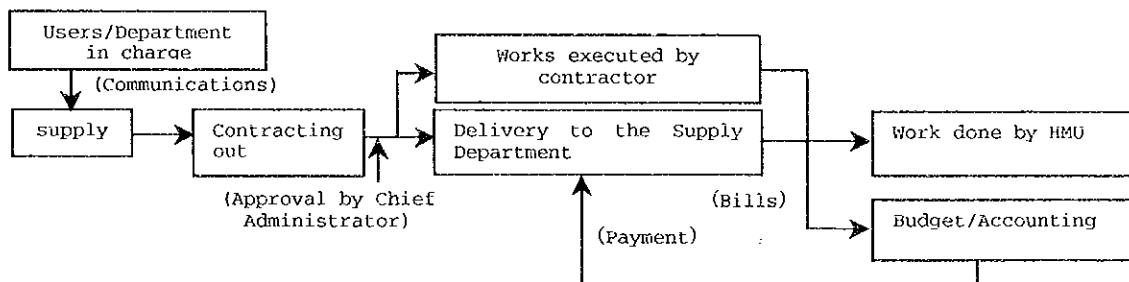 Users/Department
in charge
(Communications)
supply
Contracting
out
(Approval by Chief
Administrator)
Works executed by
contractor
Delivery to the Supply
Department
(Bills)
(Payment)
Work done by HMU
Budget/Accounting